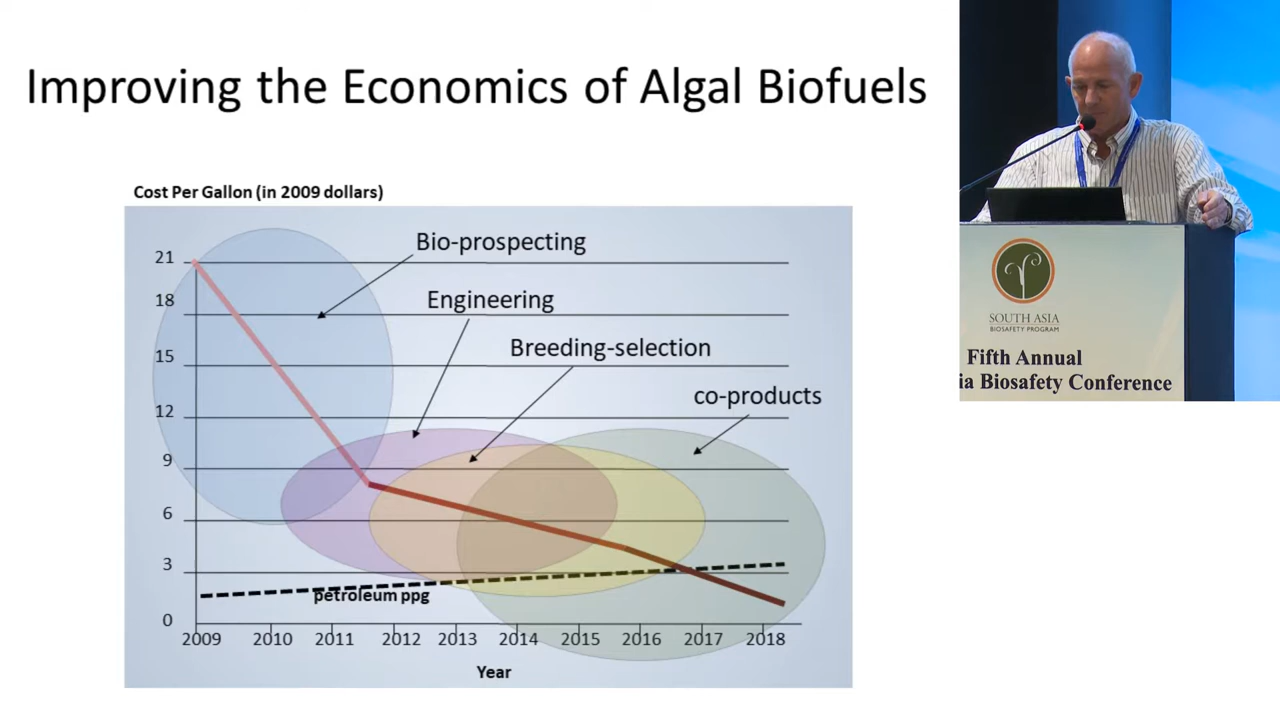 Improving the Economics of Algal Biofuels
Cost Per Gallon (in 2009 dollars)
21
18
15
12
9
6
3
0
Bio-prospecting
Engineering
Breeding-selection
co-products
petroleum ppg
2009 2010 2011 2012 2013 2014 2015 2016 2017 2018
Year
SOUTH ASIA
BIOSAFETY PROGRAM
Fifth Annual
ia Biosafety Conference